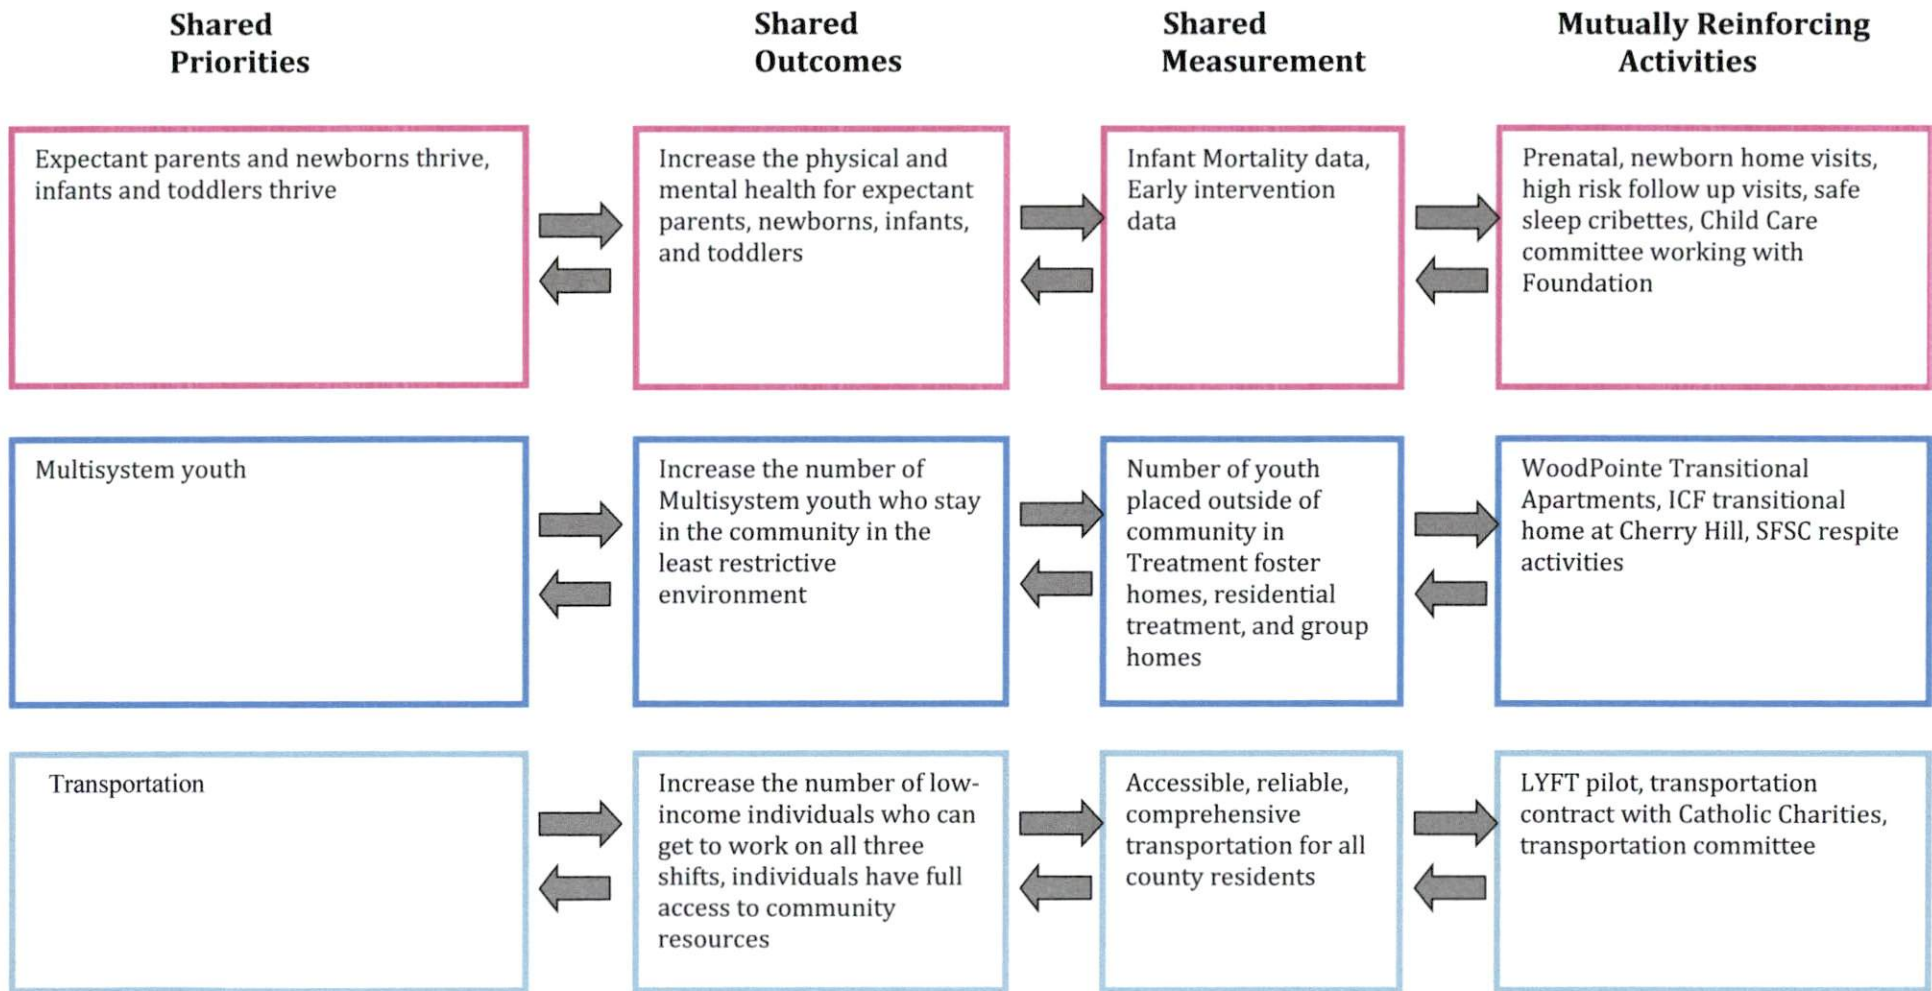 Shared
Priorities
Shared
Outcomes
Shared
Measurement
Mutually Reinforcing
Activities
Expectant parents and newborns thrive,
infants and toddlers thrive
Increase the physical and
mental health for expectant
parents, newborns, infants,
and toddlers
Infant Mortality data,
Early intervention
data
Prenatal, newborn home visits,
high risk follow up visits, safe
sleep cribettes, Child Care
committee working with
Foundation
Multisystem youth
Increase the number of
Multisystem youth who stay
in the community in the
least restrictive
environment
Number of youth
placed outside of
community in
Treatment foster
homes, residential
treatment, and group
homes
WoodPointe Transitional
Apartments, ICF transitional
home at Cherry Hill, SFSC respite
activities
Transportation
Increase the number of low-
income individuals who can
get to work on all three
shifts, individuals have full
access to community
resources
Accessible, reliable,
comprehensive
transportation for all
county residents
LYFT pilot, transportation
contract with Catholic Charities,
transportation committee